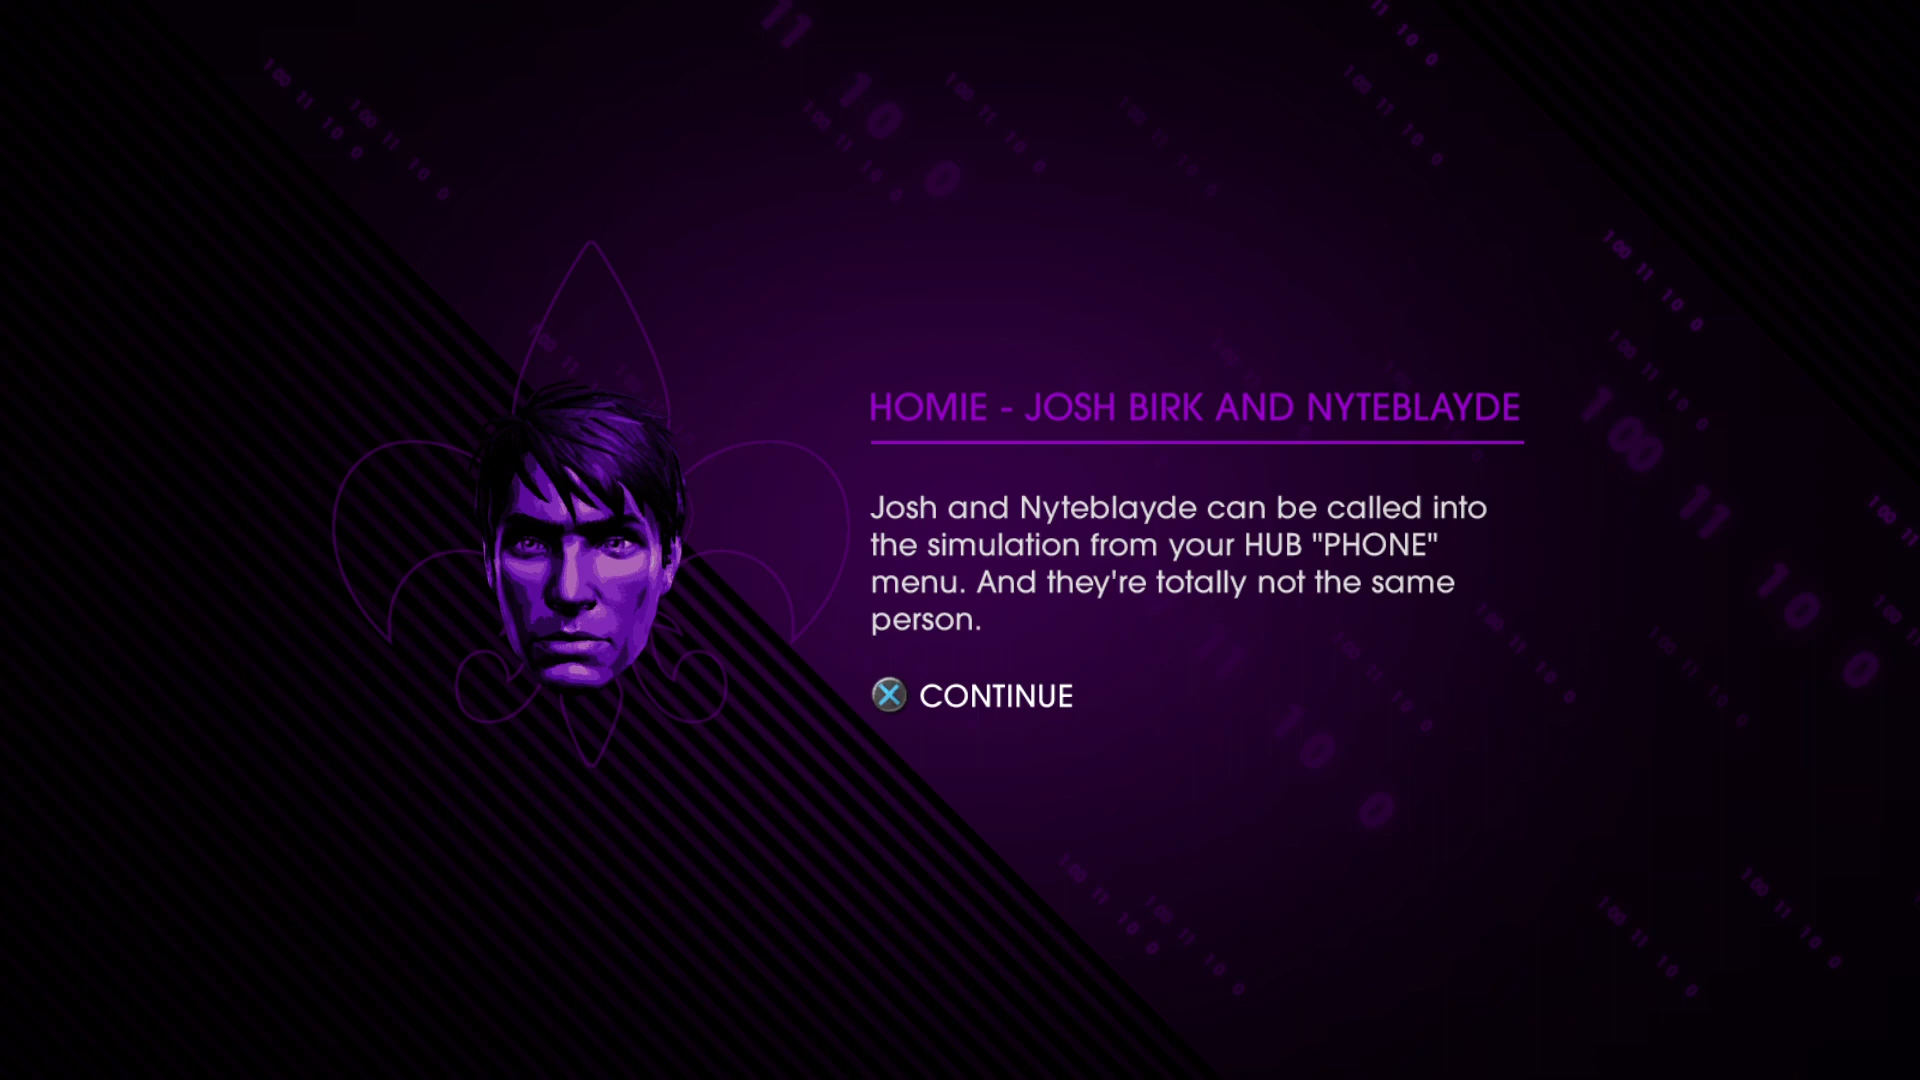 HOMIE - JOSH BIRK AND NYTEBLAYDE
Josh and Nyteblayde can be called into
the simulation from your HUB "PHONE"
menu. And they're totally not the same
person.
CONTINUE